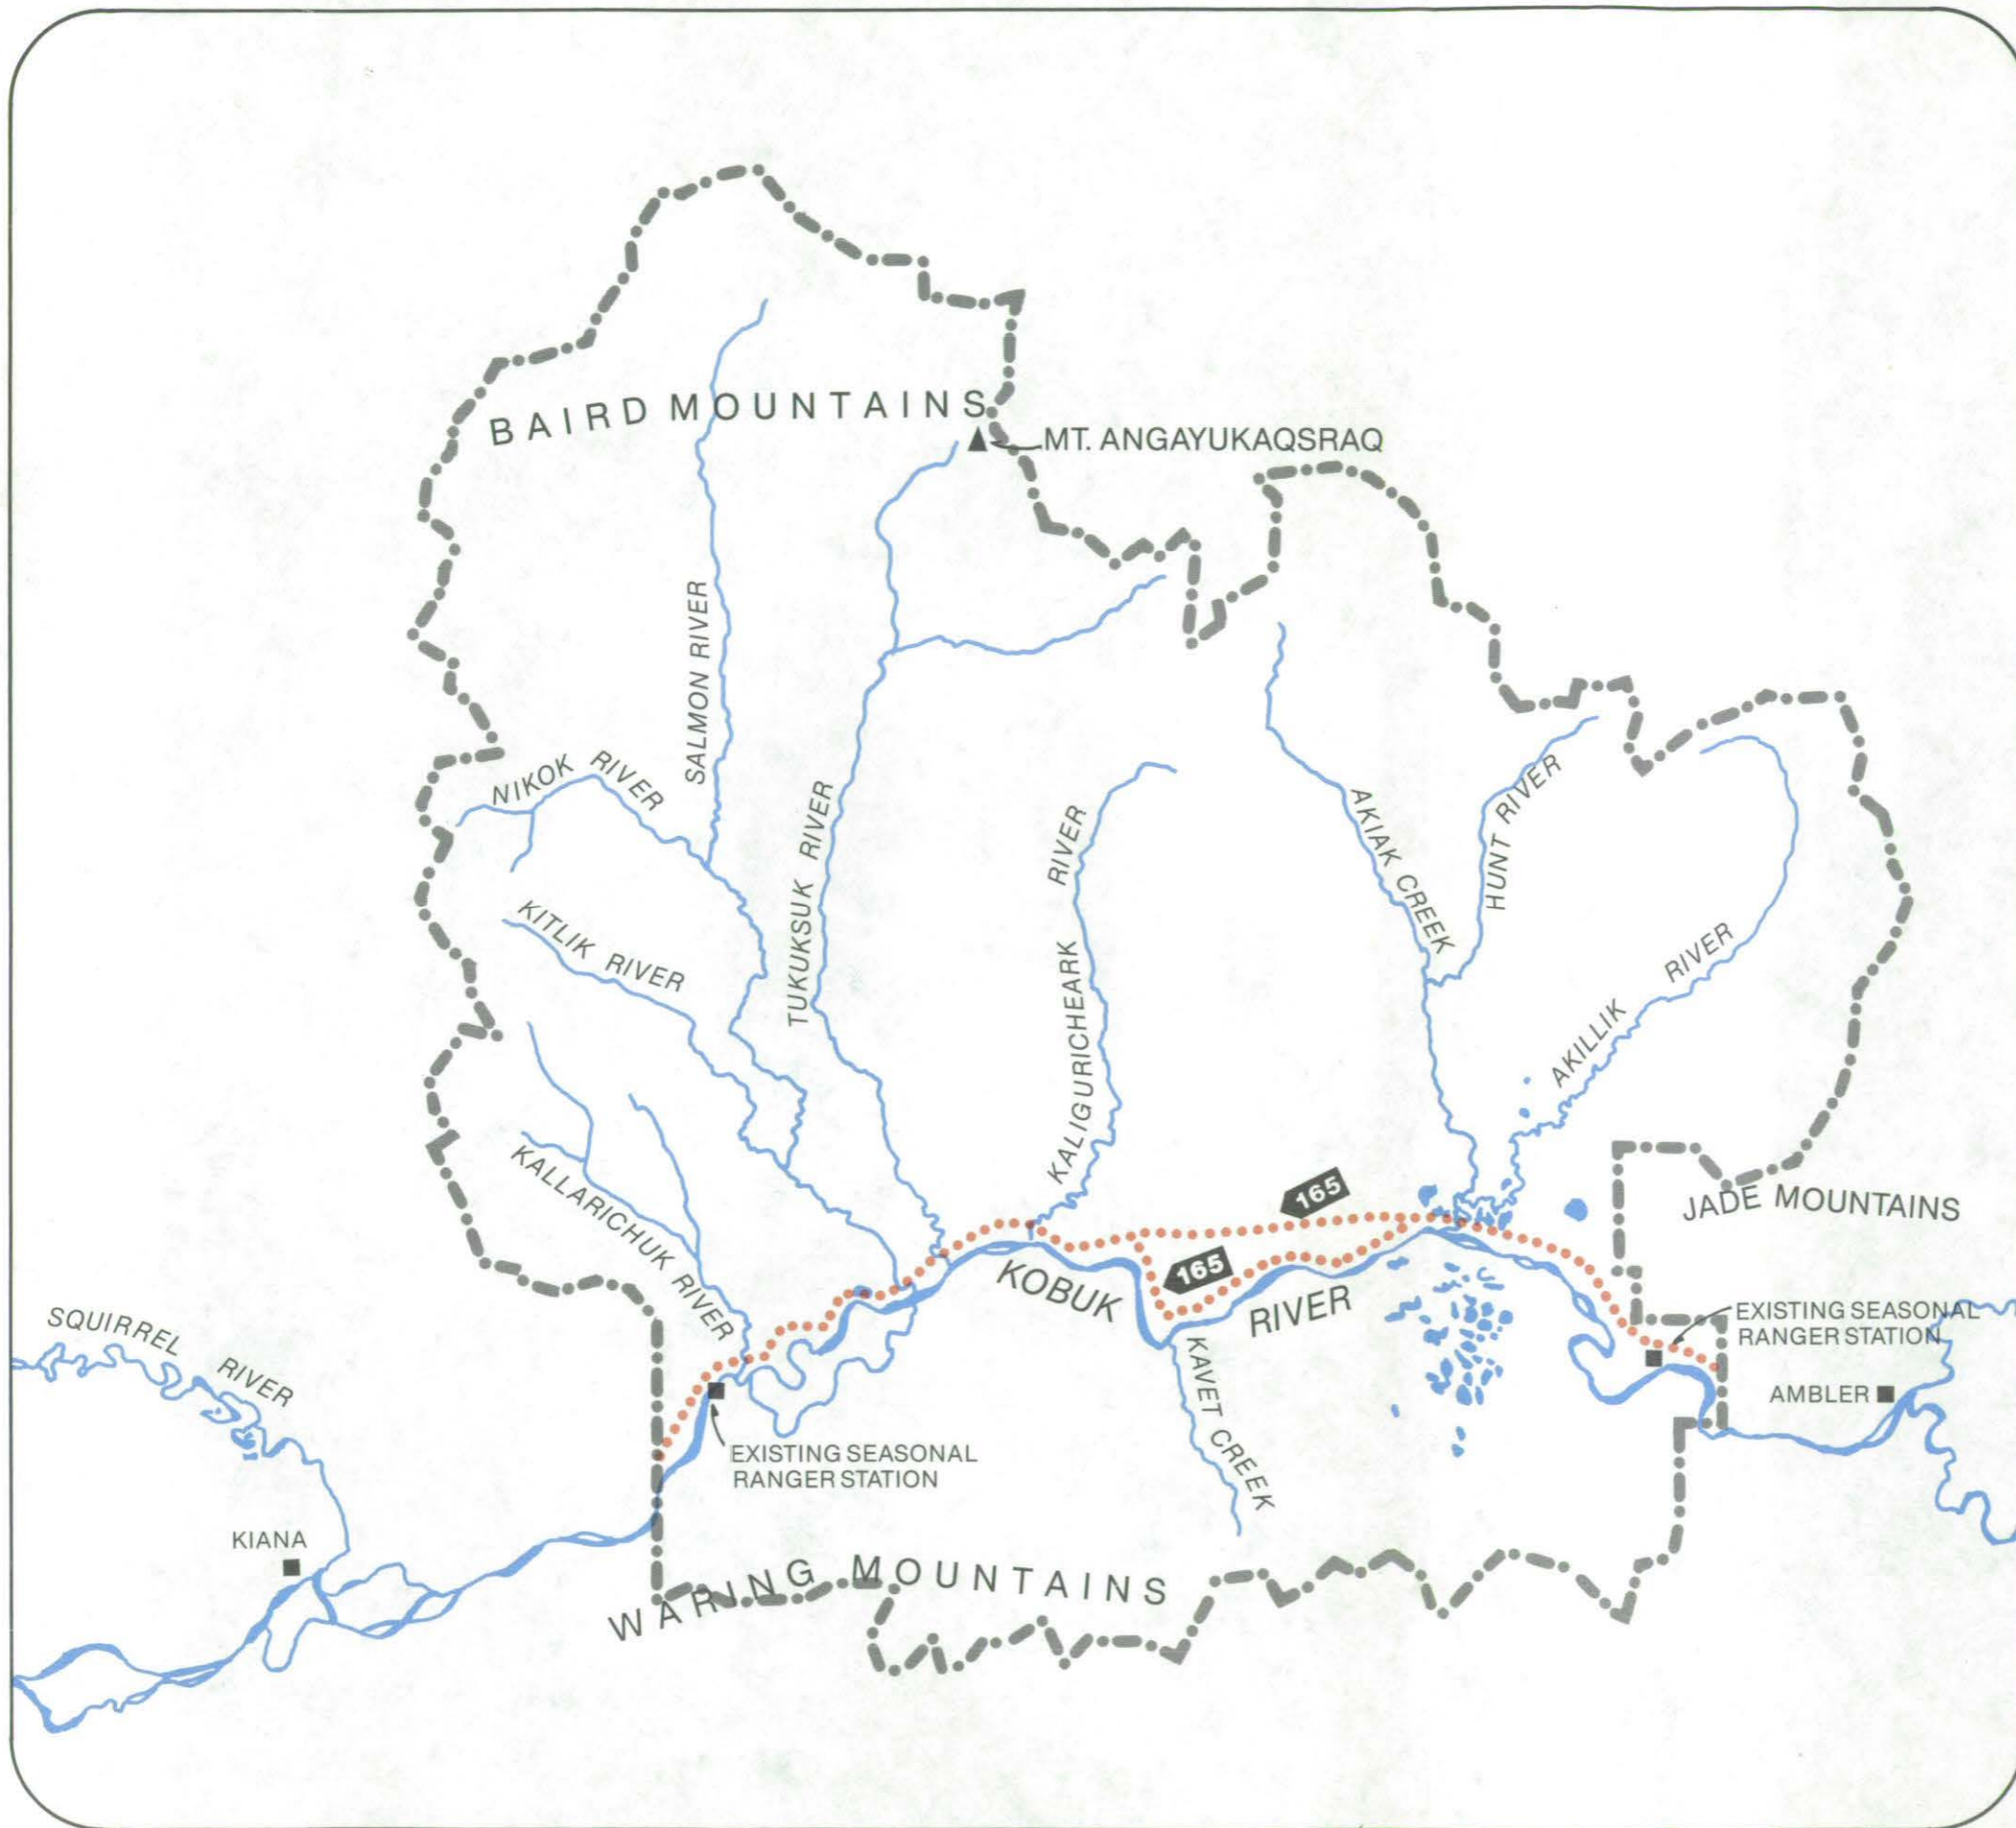 BAIRD MOUNTAINS
MT. ANGAYUKAQSRAQ
SALMON RIVER
NIKOK RIVER
TUKUKSUK RIVER
KALIGURICHEARK RIVER
AKIAK CREEK
HUNT RIVER
KITLIK RIVER
AKILLIK RIVER
KALLARICHUK RIVER
165
JADE MOUNTAINS
165
KOBUK RIVER
SQUIRREL RIVER
EXISTING SEASONAL
RANGER STATION
KAVET CREEK
AMBLER
EXISTING SEASONAL
RANGER STATION
KIANA
WARING MOUNTAINS